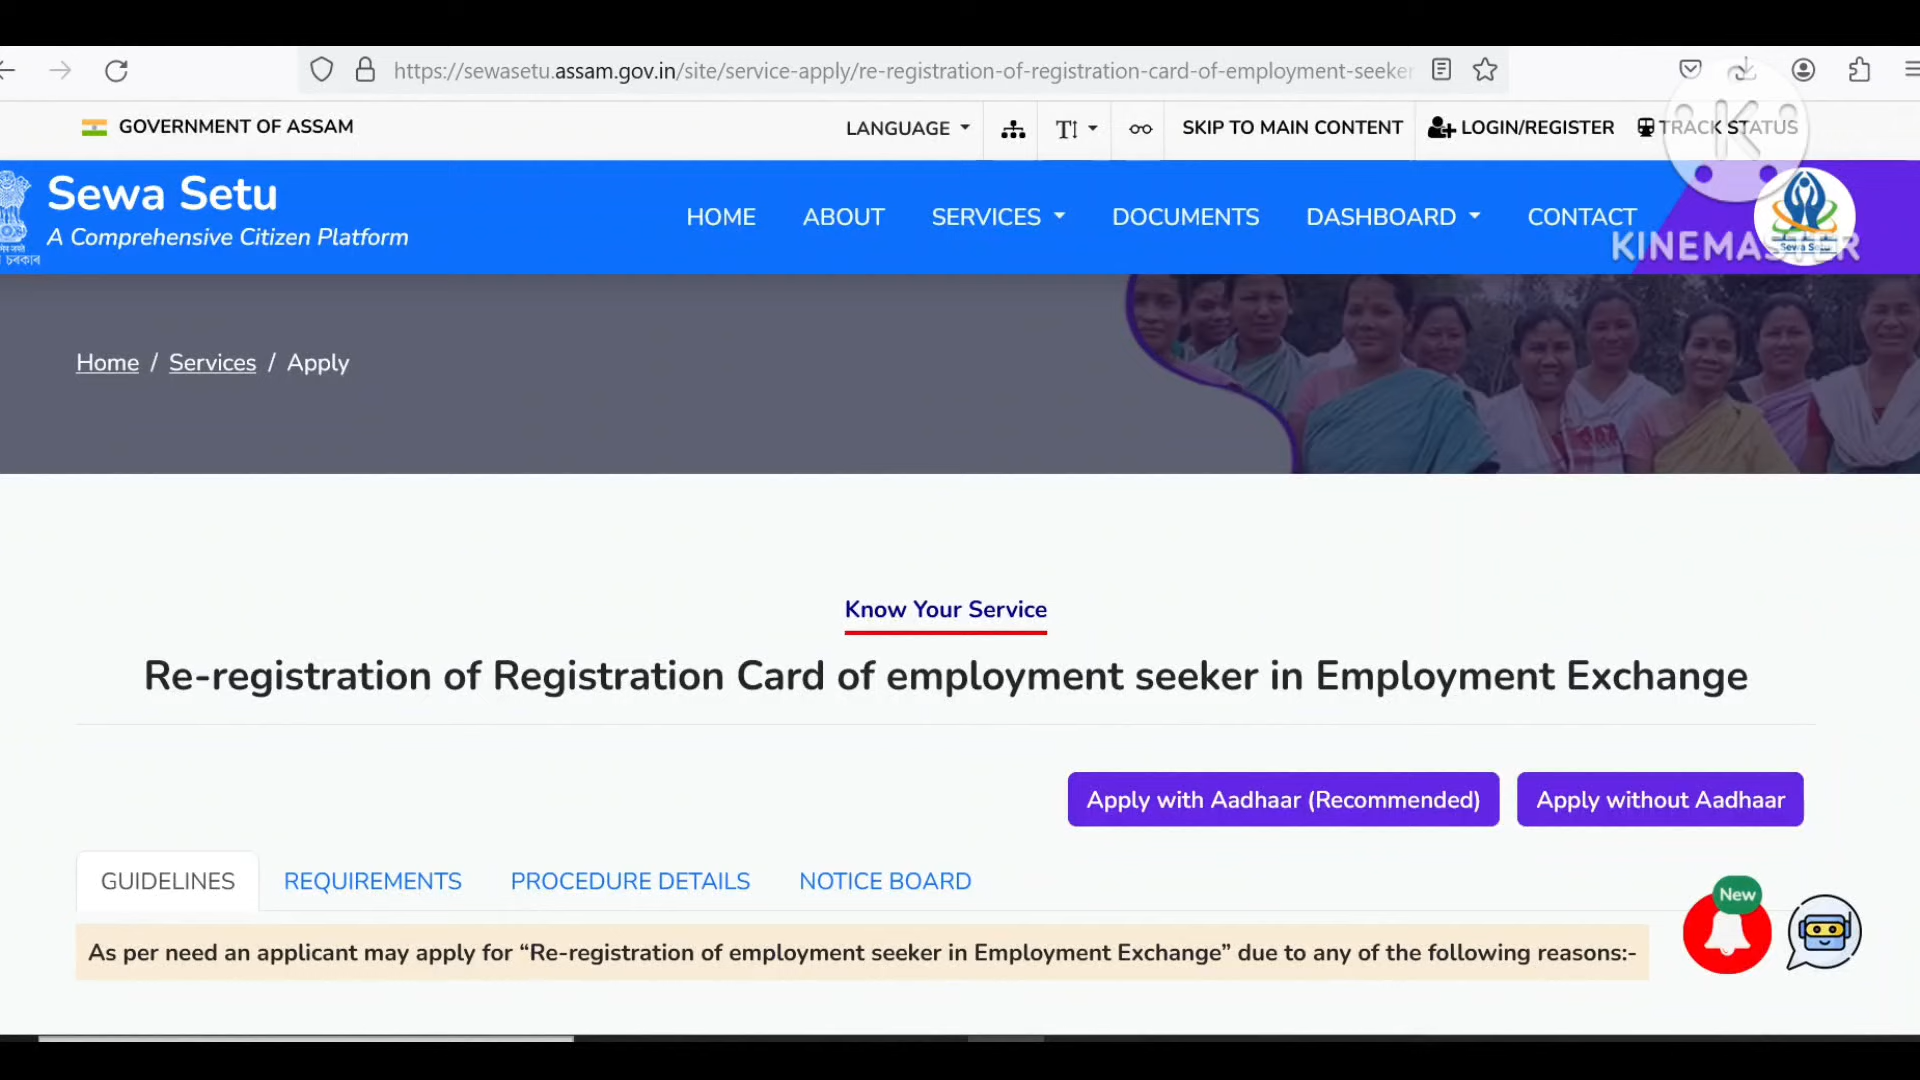 https://sewasetu.assam.gov.in/site/service-apply/re-registration-of-registration-card-of-employment-seeker
GOVERNMENT OF ASSAM
LANGUAGE
SKIP TO MAIN CONTENT
LOGIN/REGISTER
TRACK STATUS
Sewa Setu
A Comprehensive Citizen Platform
HOME
ABOUT
SERVICES
DOCUMENTS
DASHBOARD
CONTACT
KINEMASTER
Sewa Setu
Home / Services / Apply
Know Your Service
Re-registration of Registration Card of employment seeker in Employment Exchange
Apply with Aadhaar (Recommended)
Apply without Aadhaar
GUIDELINES
REQUIREMENTS
PROCEDURE DETAILS
NOTICE BOARD
New
As per need an applicant may apply for “Re-registration of employment seeker in Employment Exchange” due to any of the following reasons:-